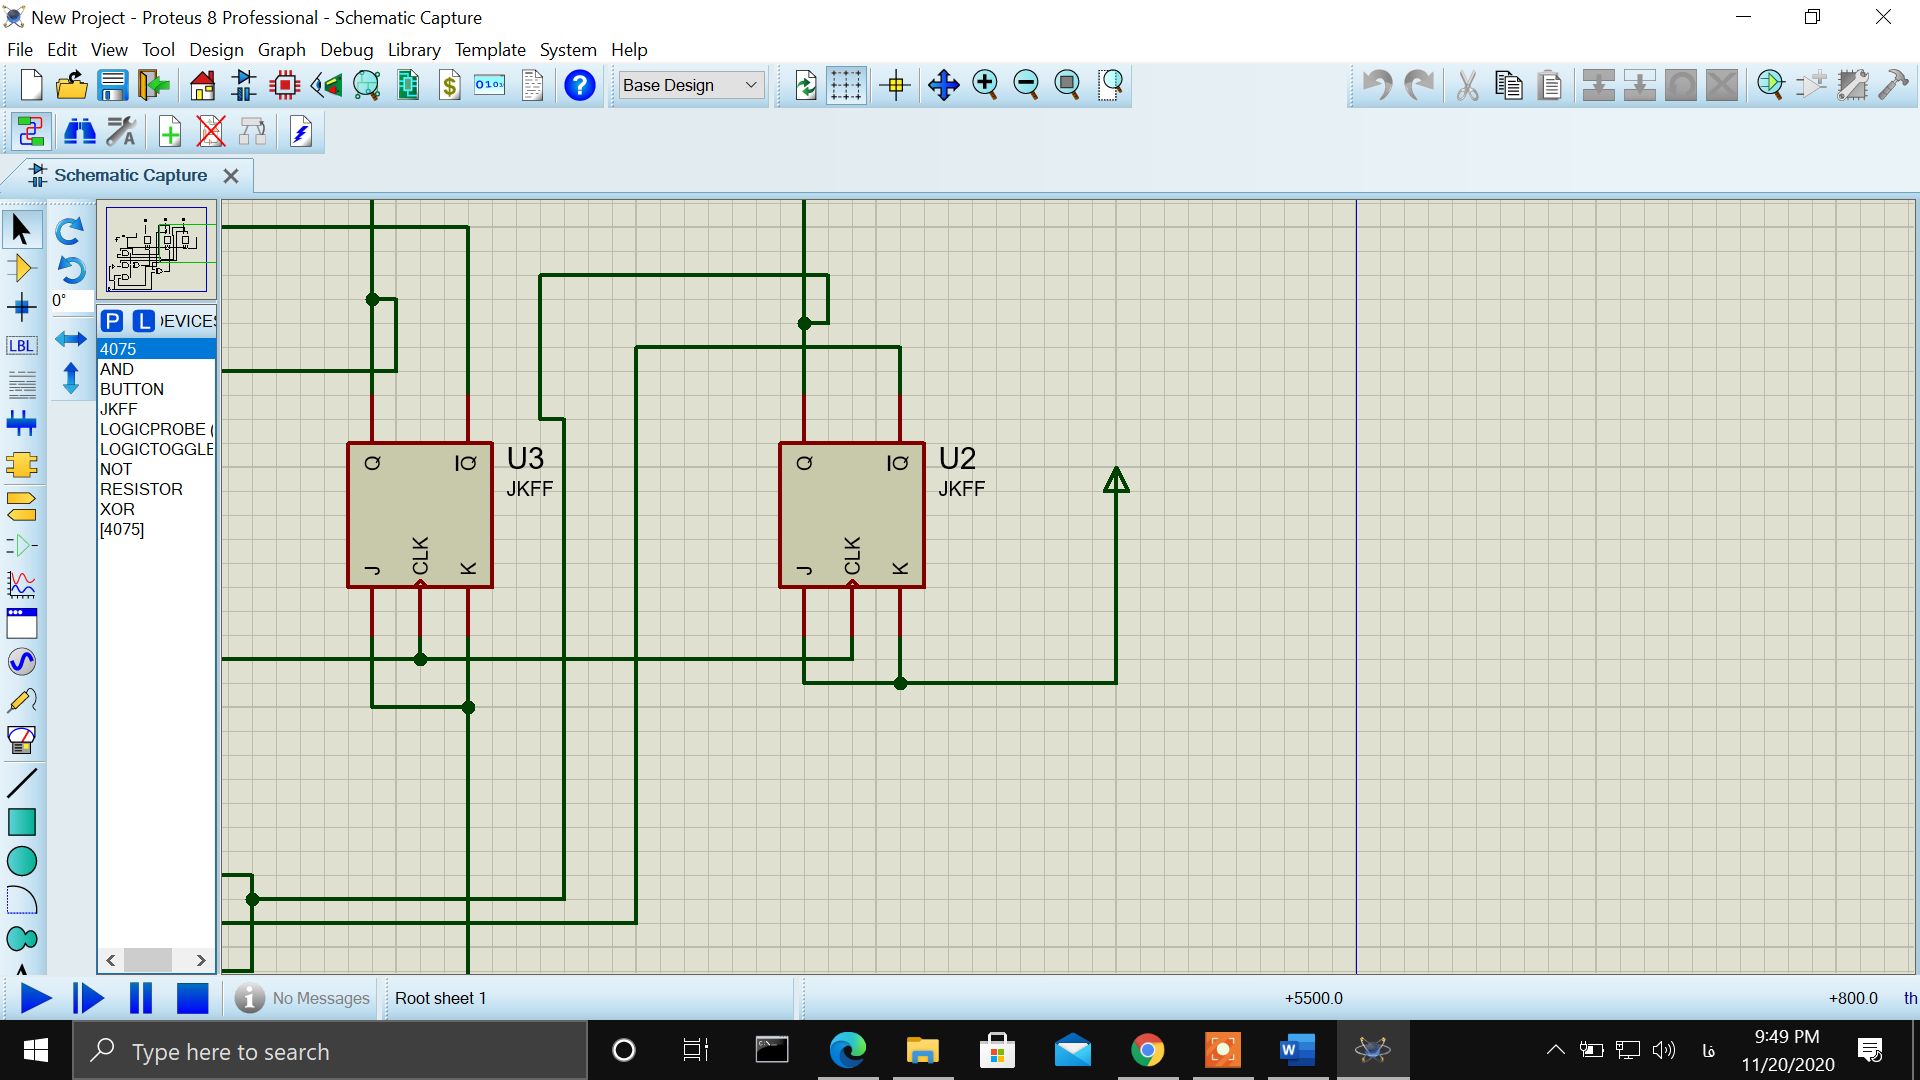 New Project - Proteus 8 Professional - Schematic Capture
File Edit View Tool Design Graph Debug Library Template System Help
$
0101
?
Base Design
A
Schematic Capture
0°
P L DEVICES
LBL
4075
AND
BUTTON
JKFF
LOGICPROBE (
LOGICTOGGLE
NOT
RESISTOR
XOR
[4075]
Q !Q U3
JKFF
J CLK K
Q !Q U2
JKFF
J CLK K
A
No Messages Root sheet 1 +5500.0 +800.0 th
Type here to search
C:\_
W
فا
9:49 PM
11/20/2020